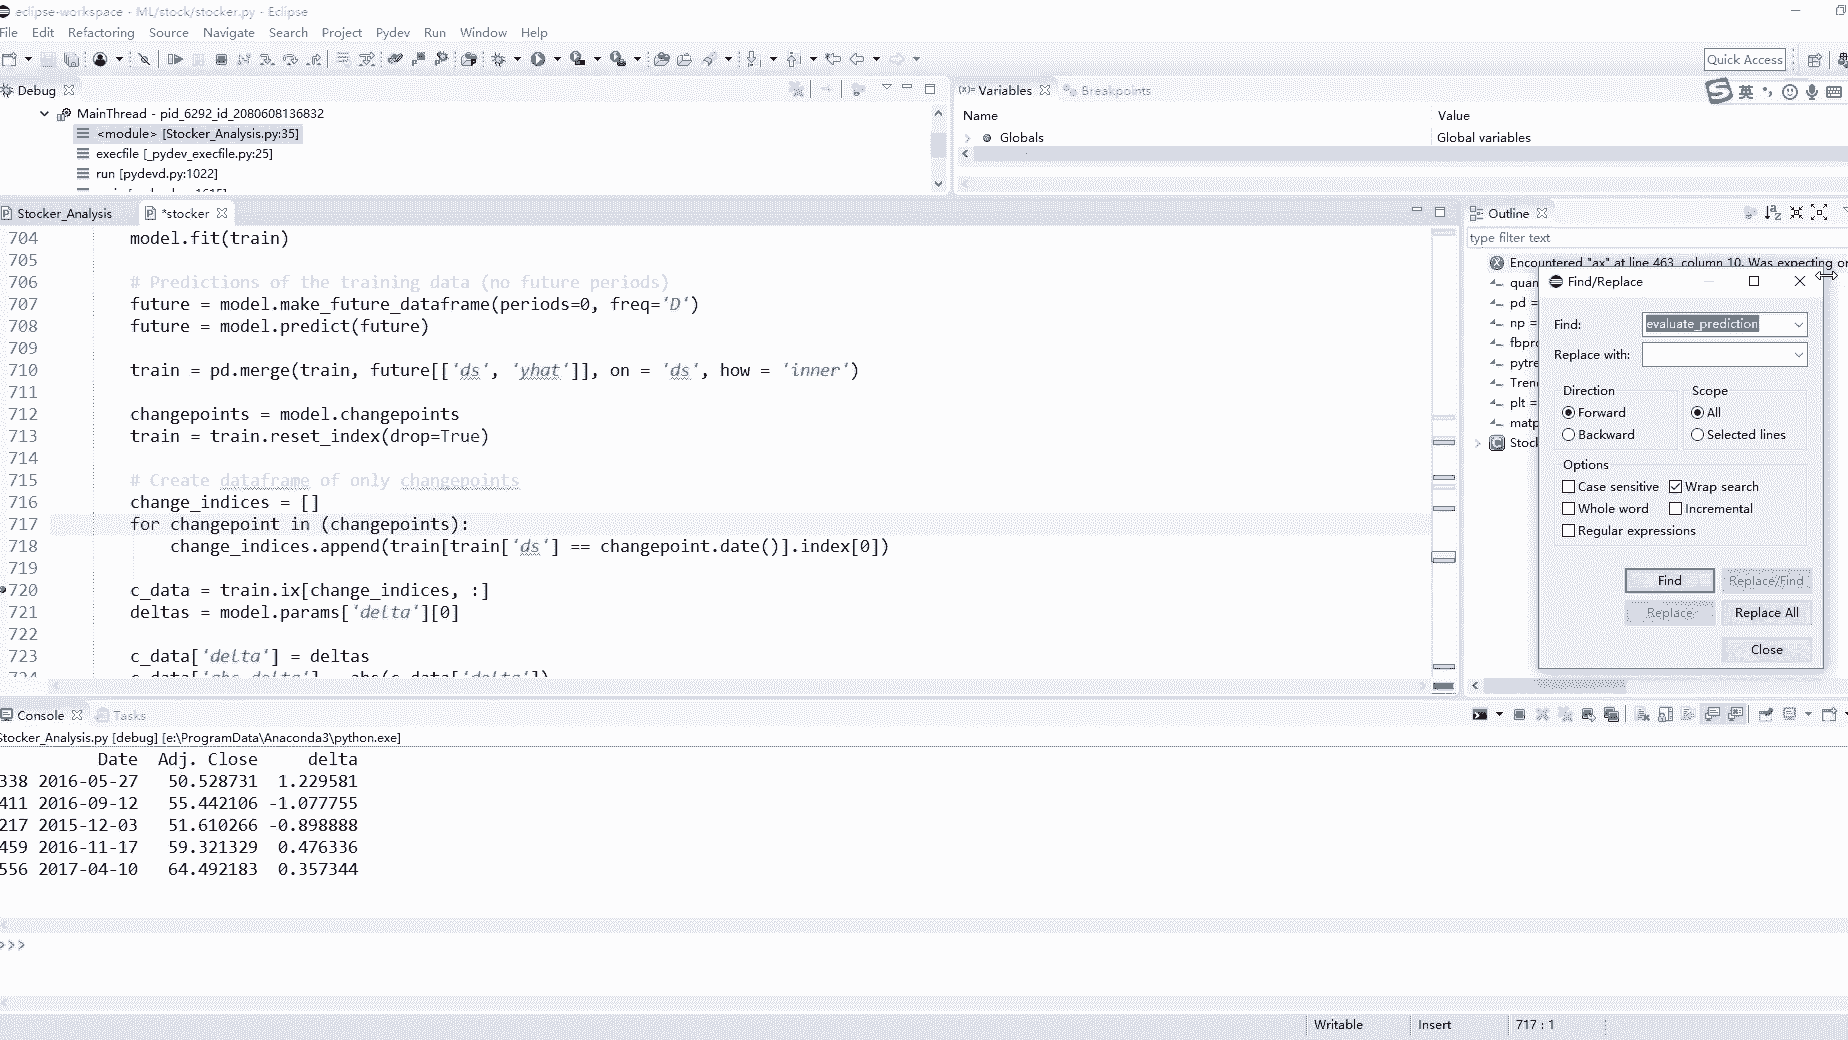 eclipse-workspace - ML/stock/stocker.py - Eclipse
File Edit Refactoring Source Navigate Search Project Pydev Run Window Help
Quick Access
Debug
MainThread - pid_6292_id_2080608136832
<module> [Stocker_Analysis.py:35]
execfile [_pydev_execfile.py:25]
run [pydevd.py:1022]
(x)= Variables
Breakpoints
Name Value
Globals Global variables
英
Stocker_Analysis
*stocker
704 model.fit(train)
705
706 # Predictions of the training data (no future periods)
707 future = model.make_future_dataframe(periods=0, freq='D')
708 future = model.predict(future)
709
710 train = pd.merge(train, future[['ds', 'yhat']], on = 'ds', how = 'inner')
711
712 changepoints = model.changepoints
713 train = train.reset_index(drop=True)
714
715 # Create dataframe of only changepoints
716 change_indices = []
717 for changepoint in (changepoints):
718 change_indices.append(train[train['ds'] == changepoint.date()].index[0])
719
720 c_data = train.ix[change_indices, :]
721 deltas = model.params['delta'][0]
722
723 c_data['delta'] = deltas
724 c_data['abs_delta'] = abs(c_data['delta'])
Outline
type filter text
Encountered "ax" at line 463, column 10. Was expecting or
quan
pd =
np =
fbpro
pytre
Trend
plt =
matp
Stock
Find/Replace
Find: evaluate_prediction
Replace with:
Direction
Forward
Backward
Scope
All
Selected lines
Options
Case sensitive
Wrap search
Whole word
Incremental
Regular expressions
Find
Replace/Find
Replace
Replace All
Close
Console
Tasks
Stocker_Analysis.py [debug] [e:\ProgramData\Anaconda3\python.exe]
Date Adj. Close delta
338 2016-05-27 50.528731 1.229581
411 2016-09-12 55.442106 -1.077755
217 2015-12-03 51.610266 -0.898888
459 2016-11-17 59.321329 0.476336
556 2017-04-10 64.492183 0.357344
>>>
Writable Insert 717 : 1